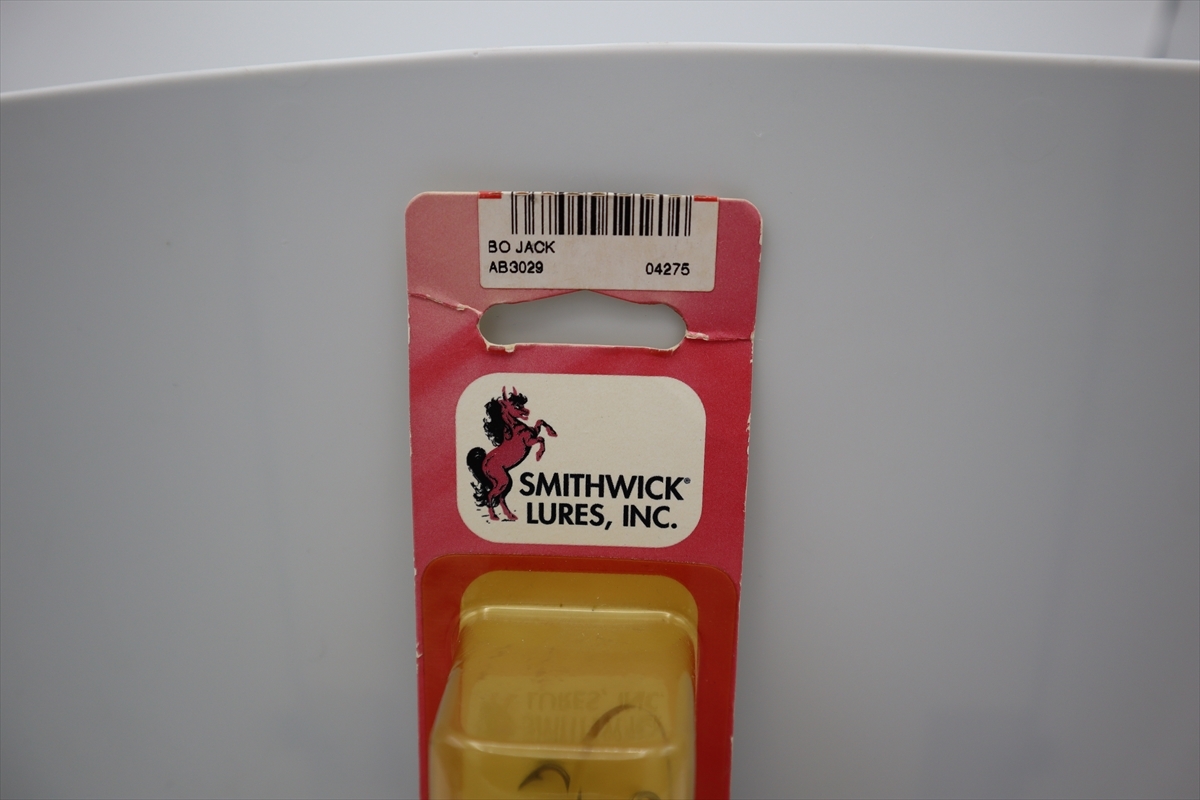 BO JACK
AB3029 04275
SMITHWICK®
LURES, INC.